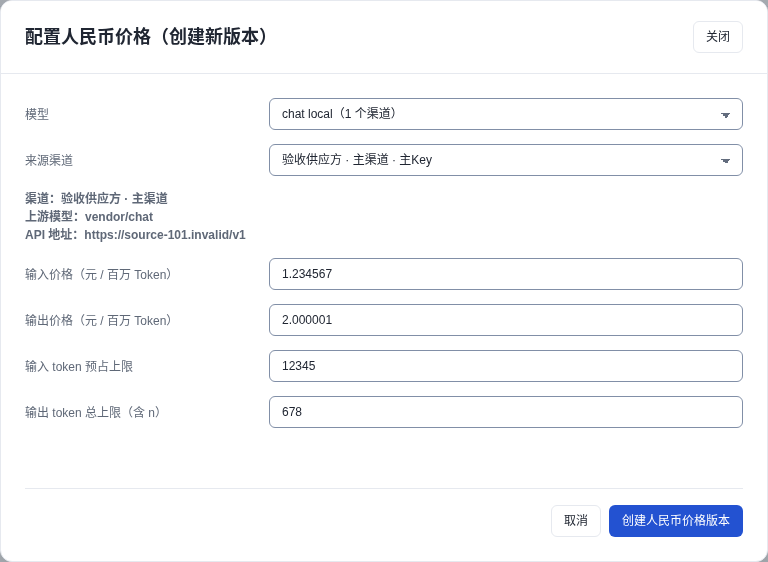 配置人民币价格（创建新版本）
关闭
模型
chat local（1 个渠道）
来源渠道
验收供应方 · 主渠道 · 主Key
渠道：验收供应方 · 主渠道
上游模型：vendor/chat
API 地址：https://source-101.invalid/v1
输入价格（元 / 百万 Token）
1.234567
输出价格（元 / 百万 Token）
2.000001
输入 token 预占上限
12345
输出 token 总上限（含 n）
678
取消
创建人民币价格版本